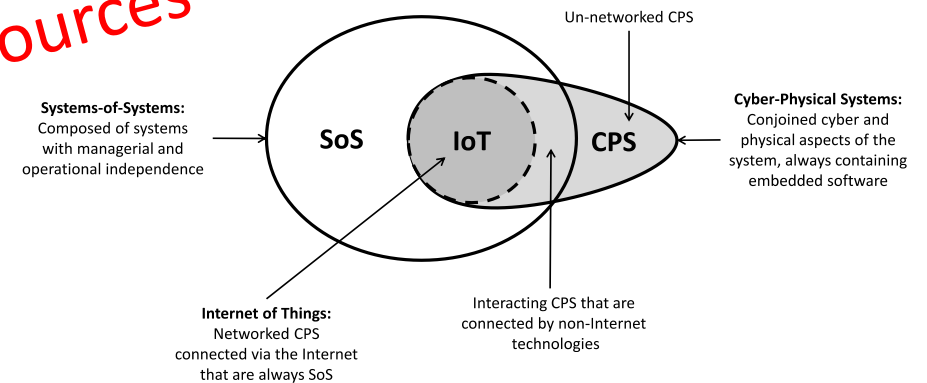 ources
Un-networked CPS
Systems-of-Systems:
Composed of systems
with managerial and
operational independence
SoS
IoT
CPS
Cyber-Physical Systems:
Conjoined cyber and
physical aspects of the
system, always containing
embedded software
Internet of Things:
Networked CPS
connected via the Internet
that are always SoS
Interacting CPS that are
connected by non-Internet
technologies